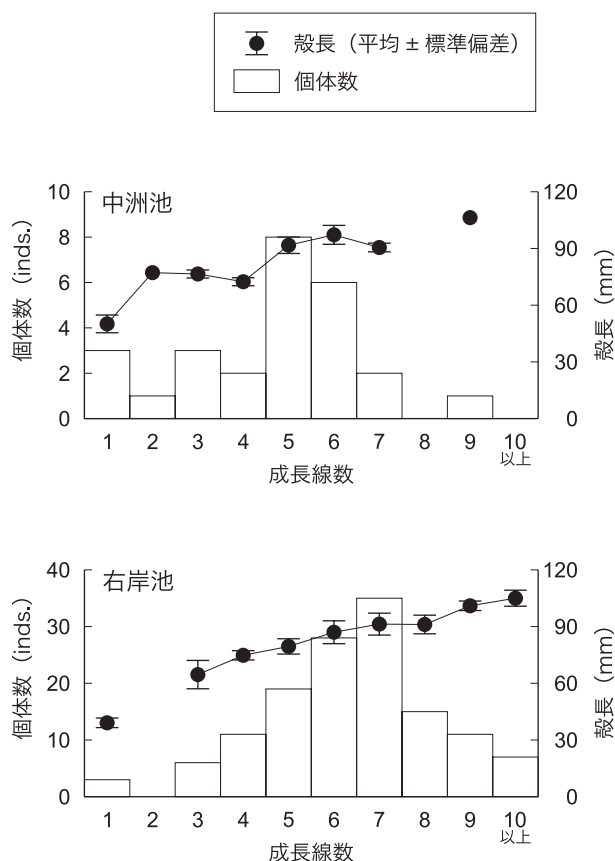 殻長（平均 ± 標準偏差）
個体数
中洲池
個体数（inds.）
10
8
6
4
2
0
殻長（mm）
120
90
60
30
0
1 2 3 4 5 6 7 8 9 10
以上
成長線数
右岸池
個体数（inds.）
40
30
20
10
0
殻長（mm）
120
90
60
30
0
1 2 3 4 5 6 7 8 9 10
以上
成長線数